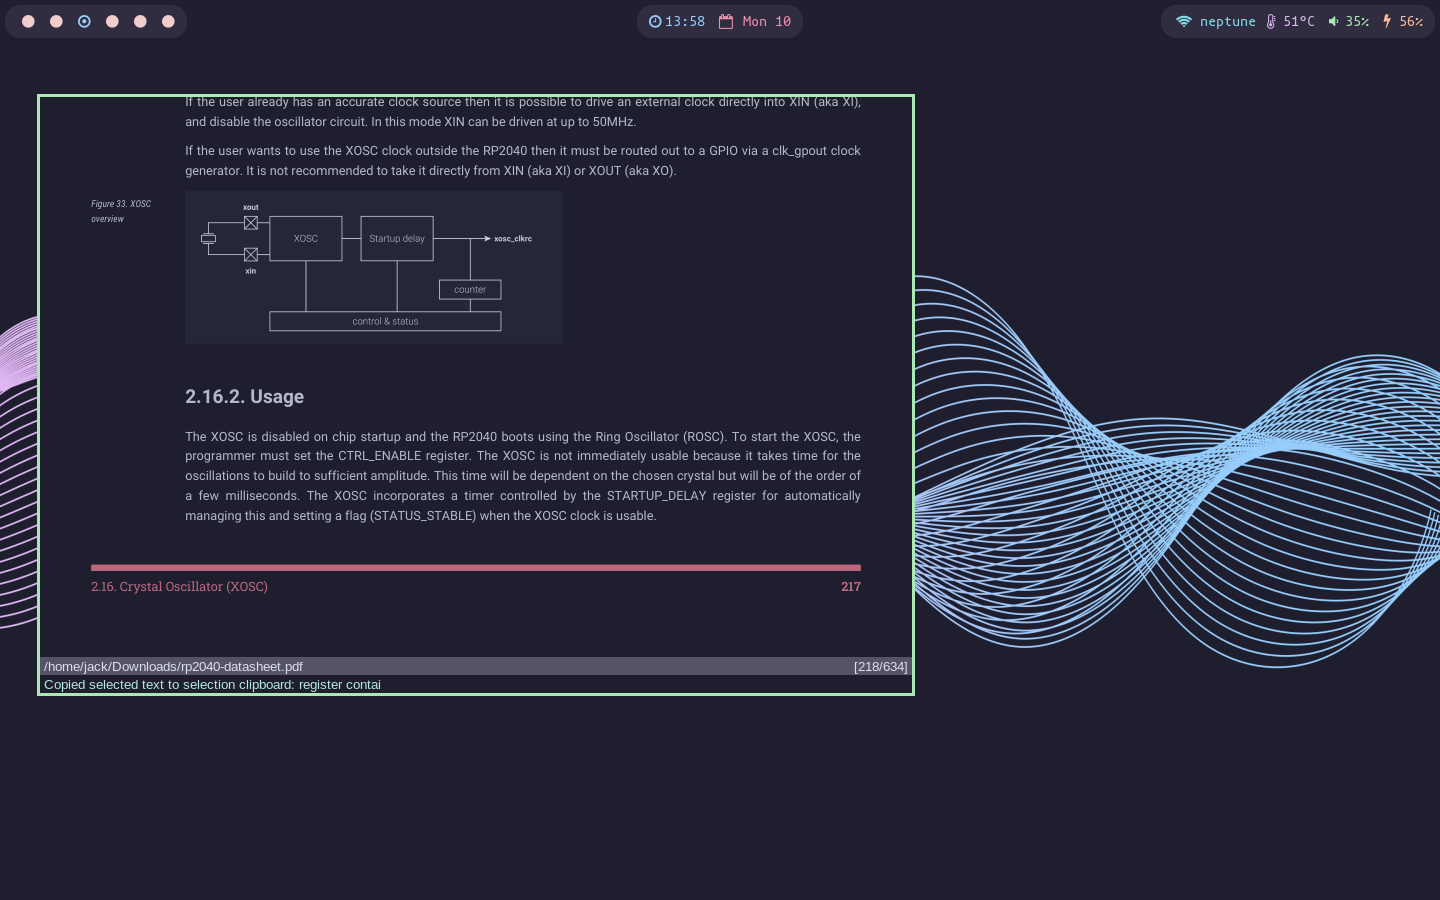 13:58 Mon 10
neptune 51°C 35% 56%
If the user already has an accurate clock source then it is possible to drive an external clock directly into XIN (aka XI),
and disable the oscillator circuit. In this mode XIN can be driven at up to 50MHz.
If the user wants to use the XOSC clock outside the RP2040 then it must be routed out to a GPIO via a clk_gpout clock
generator. It is not recommended to take it directly from XIN (aka XI) or XOUT (aka XO).
Figure 33. XOSC
overview
xout
XOSC
Startup delay
xosc_clkrc
xin
counter
control & status
2.16.2. Usage
The XOSC is disabled on chip startup and the RP2040 boots using the Ring Oscillator (ROSC). To start the XOSC, the
programmer must set the CTRL_ENABLE register. The XOSC is not immediately usable because it takes time for the
oscillations to build to sufficient amplitude. This time will be dependent on the chosen crystal but will be of the order of
a few milliseconds. The XOSC incorporates a timer controlled by the STARTUP_DELAY register for automatically
managing this and setting a flag (STATUS_STABLE) when the XOSC clock is usable.
2.16. Crystal Oscillator (XOSC) 217
/home/jack/Downloads/rp2040-datasheet.pdf [218/634]
Copied selected text to selection clipboard: register contai